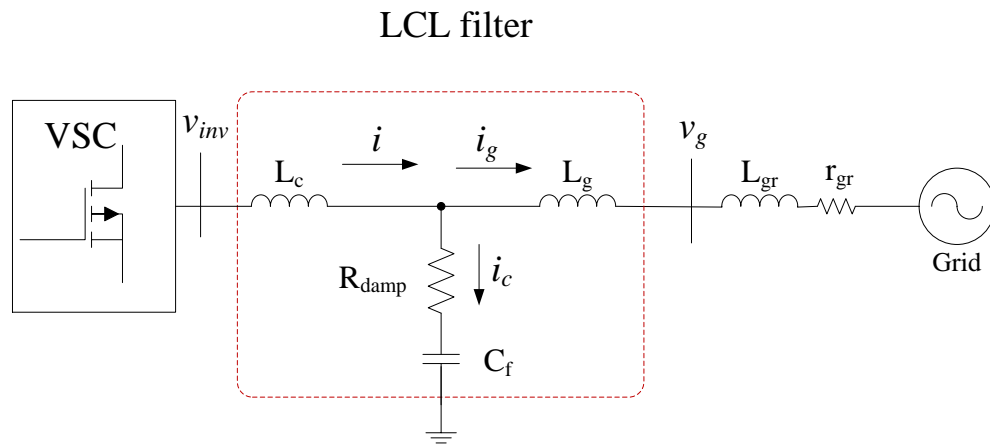 LCL filter
VSC
v_inv
L_c
i
i_g
L_g
v_g
L_gr
r_gr
Grid
R_damp
i_c
C_f